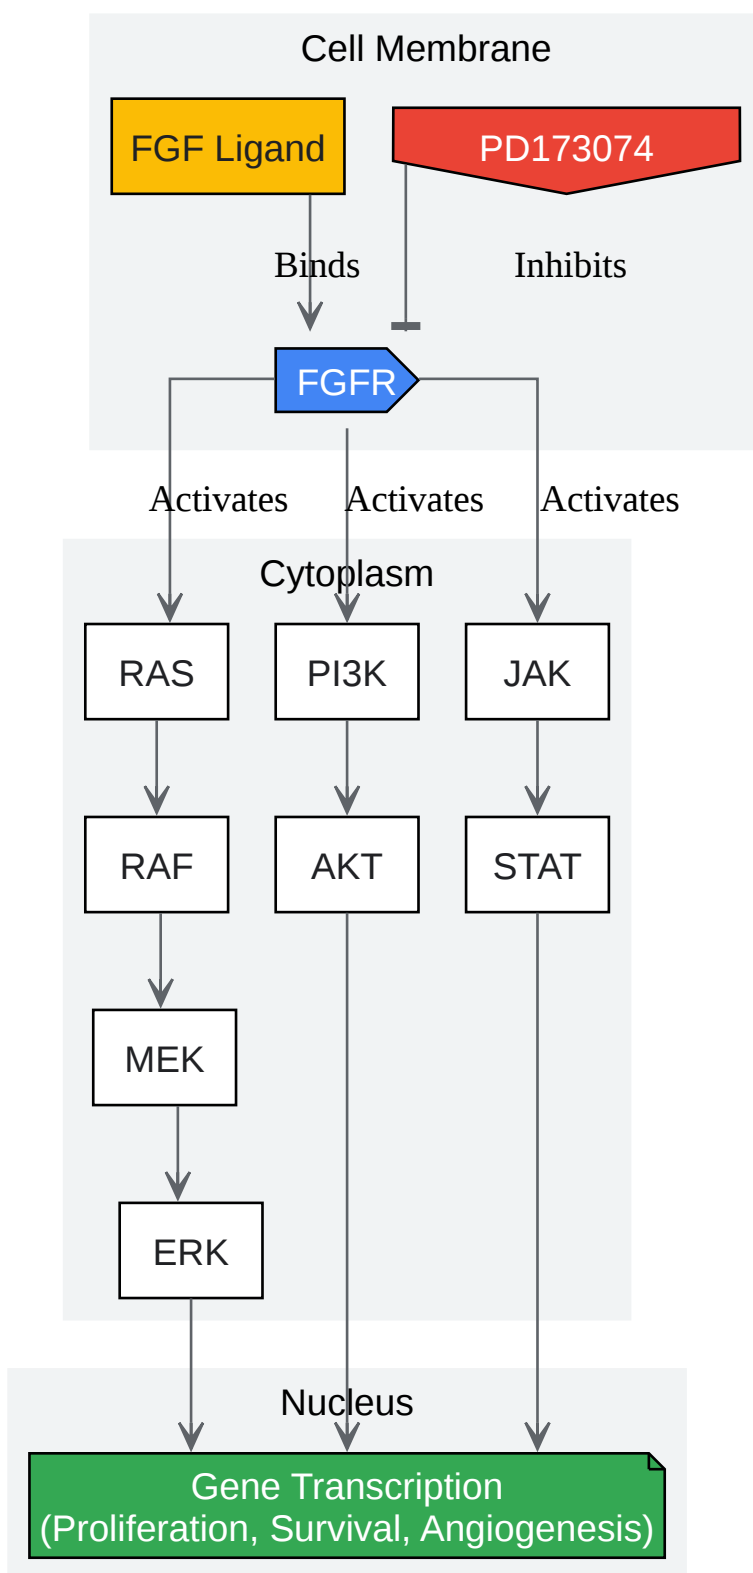 Cell Membrane
FGF Ligand
PD173074
Binds
Inhibits
FGFR
Activates
Activates
Activates
Cytoplasm
RAS
PI3K
JAK
RAF
AKT
STAT
MEK
ERK
Nucleus
Gene Transcription
(Proliferation, Survival, Angiogenesis)